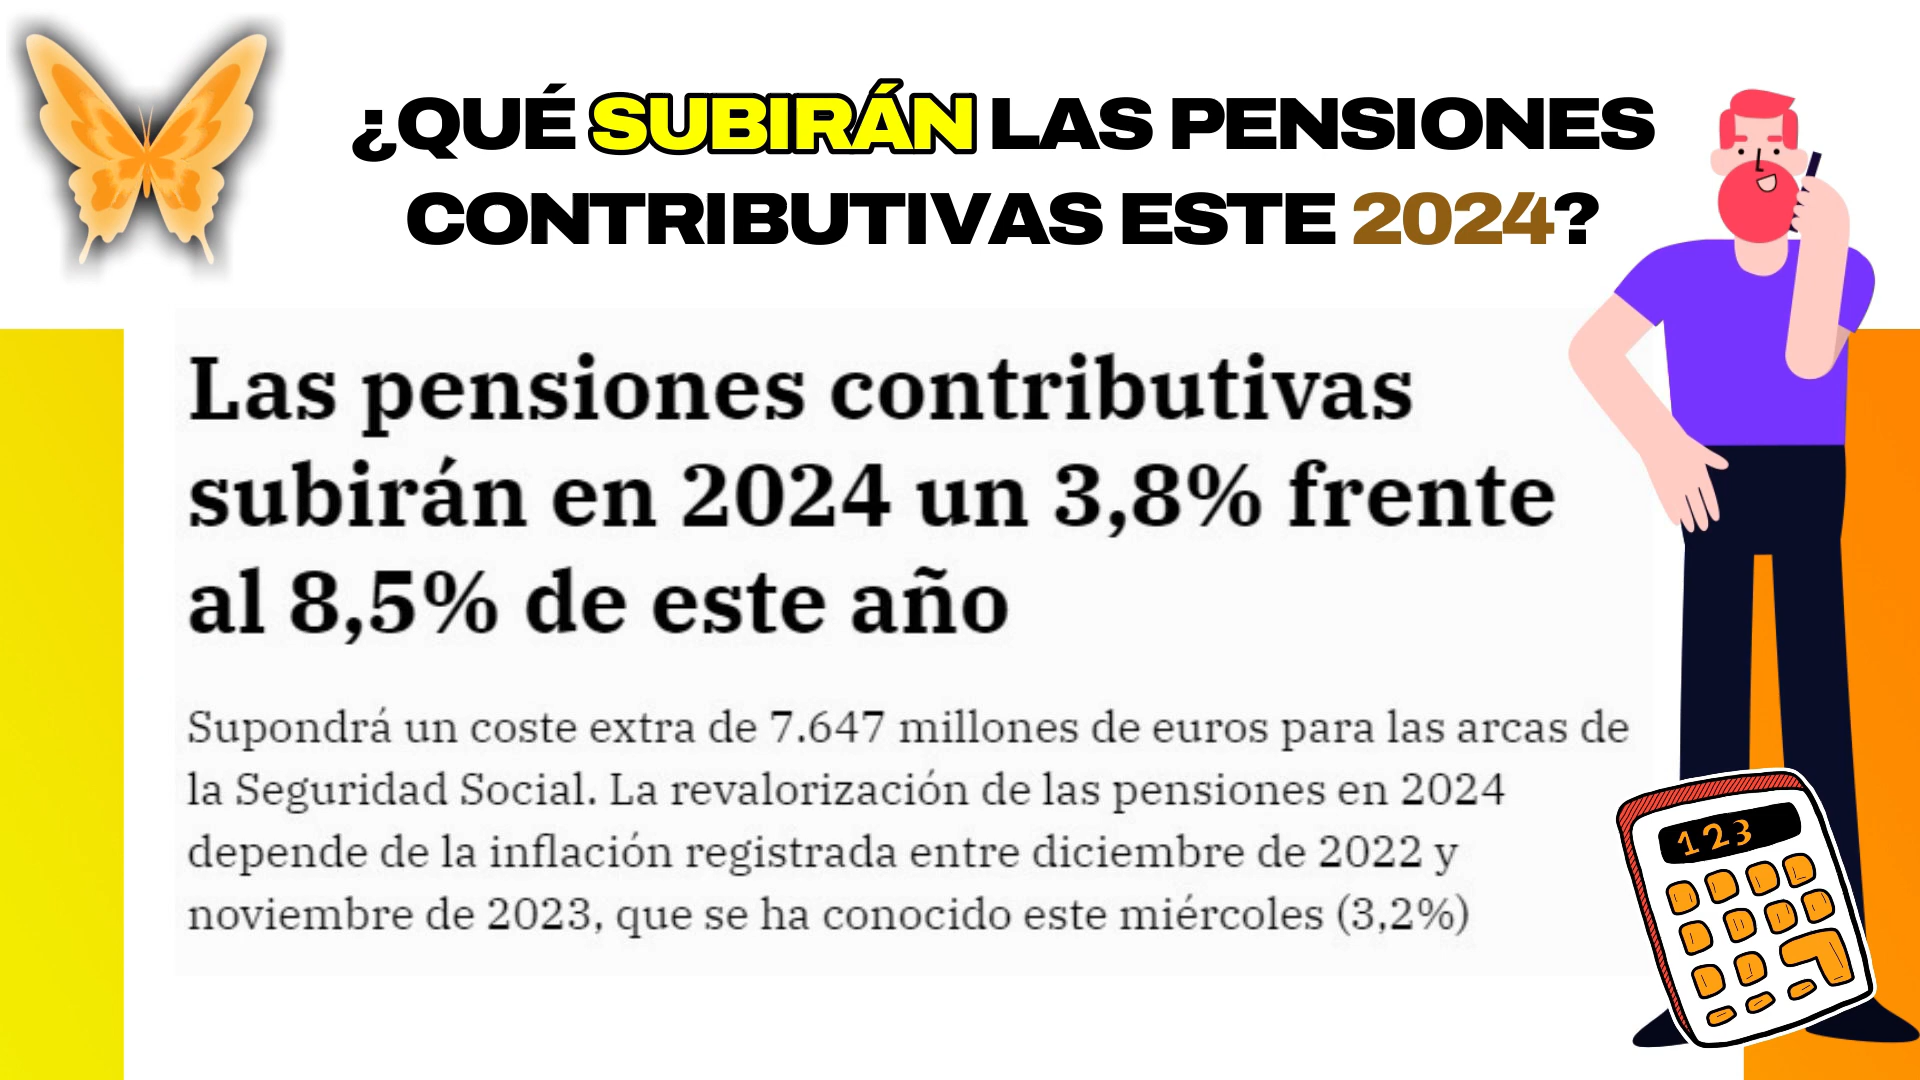 ¿QUÉ SUBIRÁN LAS PENSIONES
CONTRIBUTIVAS ESTE 2024?
Las pensiones contributivas
subirán en 2024 un 3,8% frente
al 8,5% de este año
Supondrá un coste extra de 7.647 millones de euros para las arcas de
la Seguridad Social. La revalorización de las pensiones en 2024
depende de la inflación registrada entre diciembre de 2022 y
noviembre de 2023, que se ha conocido este miércoles (3,2%)
123